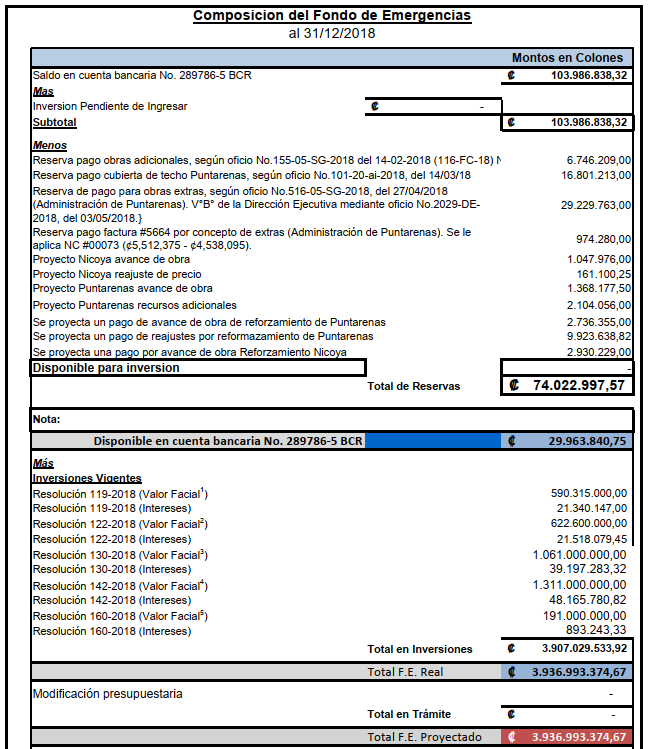 Composicion del Fondo de Emergencias
al 31/12/2018
Montos en Colones
Saldo en cuenta bancaria No. 289786-5 BCR ₡ 103.986.838,32
Mas
Inversion Pendiente de Ingresar ₡ -
Subtotal ₡ 103.986.838,32
Menos
Reserva pago obras adicionales, según oficio No.155-05-SG-2018 del 14-02-2018 (116-FC-18) N 6.746.209,00
Reserva pago cubierta de techo Puntarenas, según oficio No.101-20-ai-2018, del 14/03/18 16.801.213,00
Reserva de pago para obras extras, según oficio No.516-05-SG-2018, del 27/04/2018
(Administración de Puntarenas). V°B° de la Dirección Ejecutiva mediante oficio No.2029-DE- 29.229.763,00
2018, del 03/05/2018.}
Reserva pago factura #5664 por concepto de extras (Administración de Puntarenas). Se le
aplica NC #00073 (¢5,512,375 - ¢4,538,095). 974.280,00
Proyecto Nicoya avance de obra 1.047.976,00
Proyecto Nicoya reajuste de precio 161.100,25
Proyecto Puntarenas avance de obra 1.368.177,50
Proyecto Puntarenas recursos adicionales 2.104.056,00
Se proyecta un pago de avance de obra de reforzamiento de Puntarenas 2.736.355,00
Se proyecta un pago de reajustes por reformazamiento de Puntarenas 9.923.638,82
Se proyecta una pago por avance de obra Reforzamiento Nicoya 2.930.229,00
Disponible para inversion -
Total de Reservas ₡ 74.022.997,57
Nota:
Disponible en cuenta bancaria No. 289786-5 BCR ₡ 29.963.840,75
Más
Inversiones Vigentes
Resolución 119-2018 (Valor Facial¹) 590.315.000,00
Resolución 119-2018 (Intereses) 21.340.147,00
Resolución 122-2018 (Valor Facial²) 622.600.000,00
Resolución 122-2018 (Intereses) 21.518.079,45
Resolución 130-2018 (Valor Facial³) 1.061.000.000,00
Resolución 130-2018 (Intereses) 39.197.283,32
Resolución 142-2018 (Valor Facial⁴) 1.311.000.000,00
Resolución 142-2018 (Intereses) 48.165.780,82
Resolución 160-2018 (Valor Facial⁵) 191.000.000,00
Resolución 160-2018 (Intereses) 893.243,33
Total en Inversiones ₡ 3.907.029.533,92
Total F.E. Real ₡ 3.936.993.374,67
Modificación presupuestaria -
Total en Trámite ₡ -
Total F.E. Proyectado ₡ 3.936.993.374,67